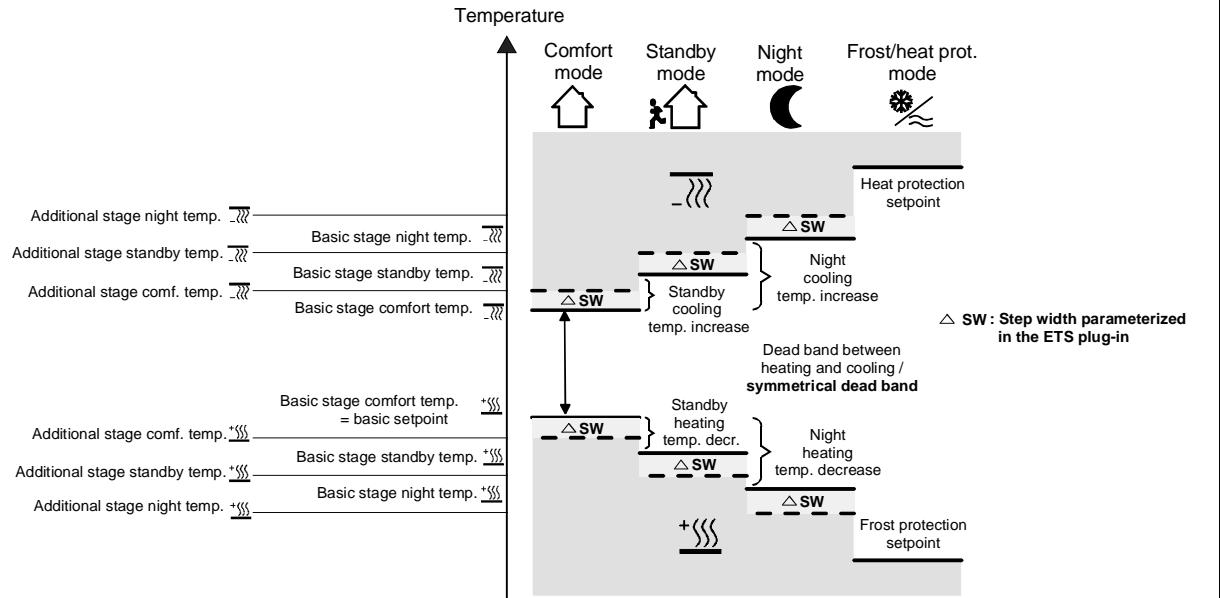 Temperature
Comfort
mode
Standby
mode
Night
mode
Frost/heat prot.
mode
Heat protection
setpoint
Additional stage night temp.
Basic stage night temp.
Additional stage standby temp.
Basic stage standby temp.
Additional stage comf. temp.
Basic stage comfort temp.
△ SW
△ SW
△ SW
Standby
cooling
temp. increase
Night
cooling
temp. increase
△ SW : Step width parameterized
in the ETS plug-in
Dead band between
heating and cooling /
symmetrical dead band
Basic stage comfort temp.
= basic setpoint
Additional stage comf. temp.
Basic stage standby temp.
Additional stage standby temp.
Basic stage night temp.
Additional stage night temp.
△ SW
△ SW
△ SW
Standby
heating
temp. decr.
Night
heating
temp. decrease
Frost protection
setpoint